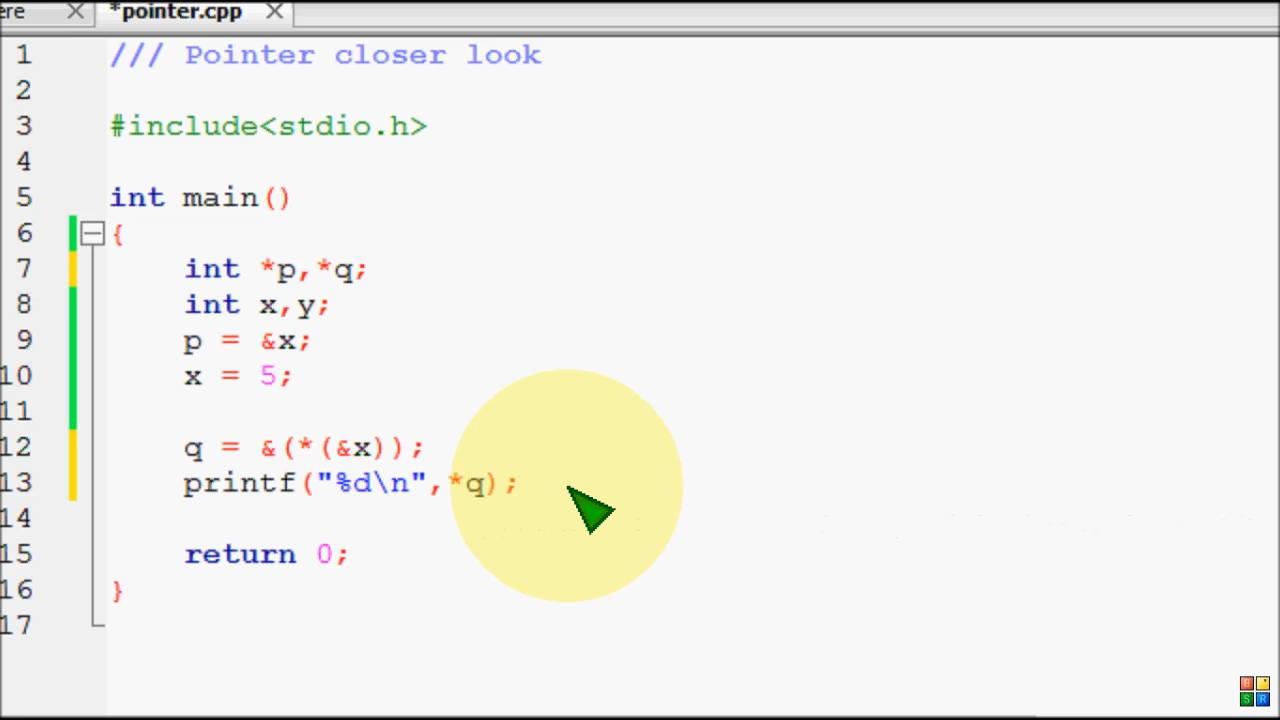 ere *pointer.cpp
1 /// Pointer closer look
2
3 #include<stdio.h>
4
5 int main()
6 {
7 int *p,*q;
8 int x,y;
9 p = &x;
10 x = 5;
11
12 q = &(*(&x));
13 printf("%d\n",*q);
14
15 return 0;
16 }
17